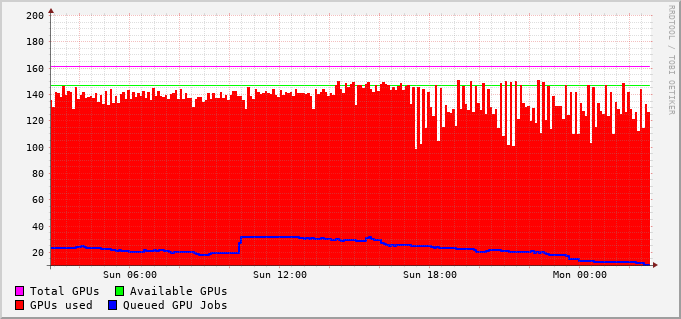 RRDTOOL / TOBI OETIKER
200
180
160
140
120
100
80
60
40
20
Sun 06:00 Sun 12:00 Sun 18:00 Mon 00:00
Total GPUs Available GPUs
GPUs used Queued GPU Jobs